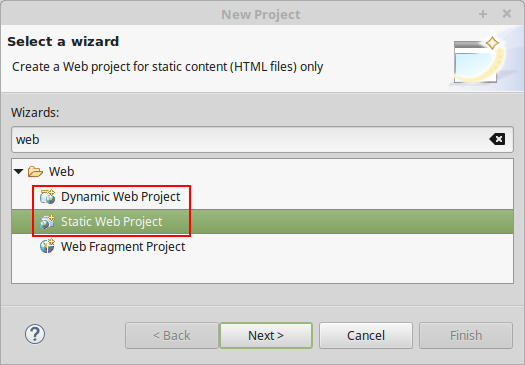 New Project
Select a wizard
Create a Web project for static content (HTML files) only
Wizards:
web
Web
Dynamic Web Project
Static Web Project
Web Fragment Project
< Back Next > Cancel Finish